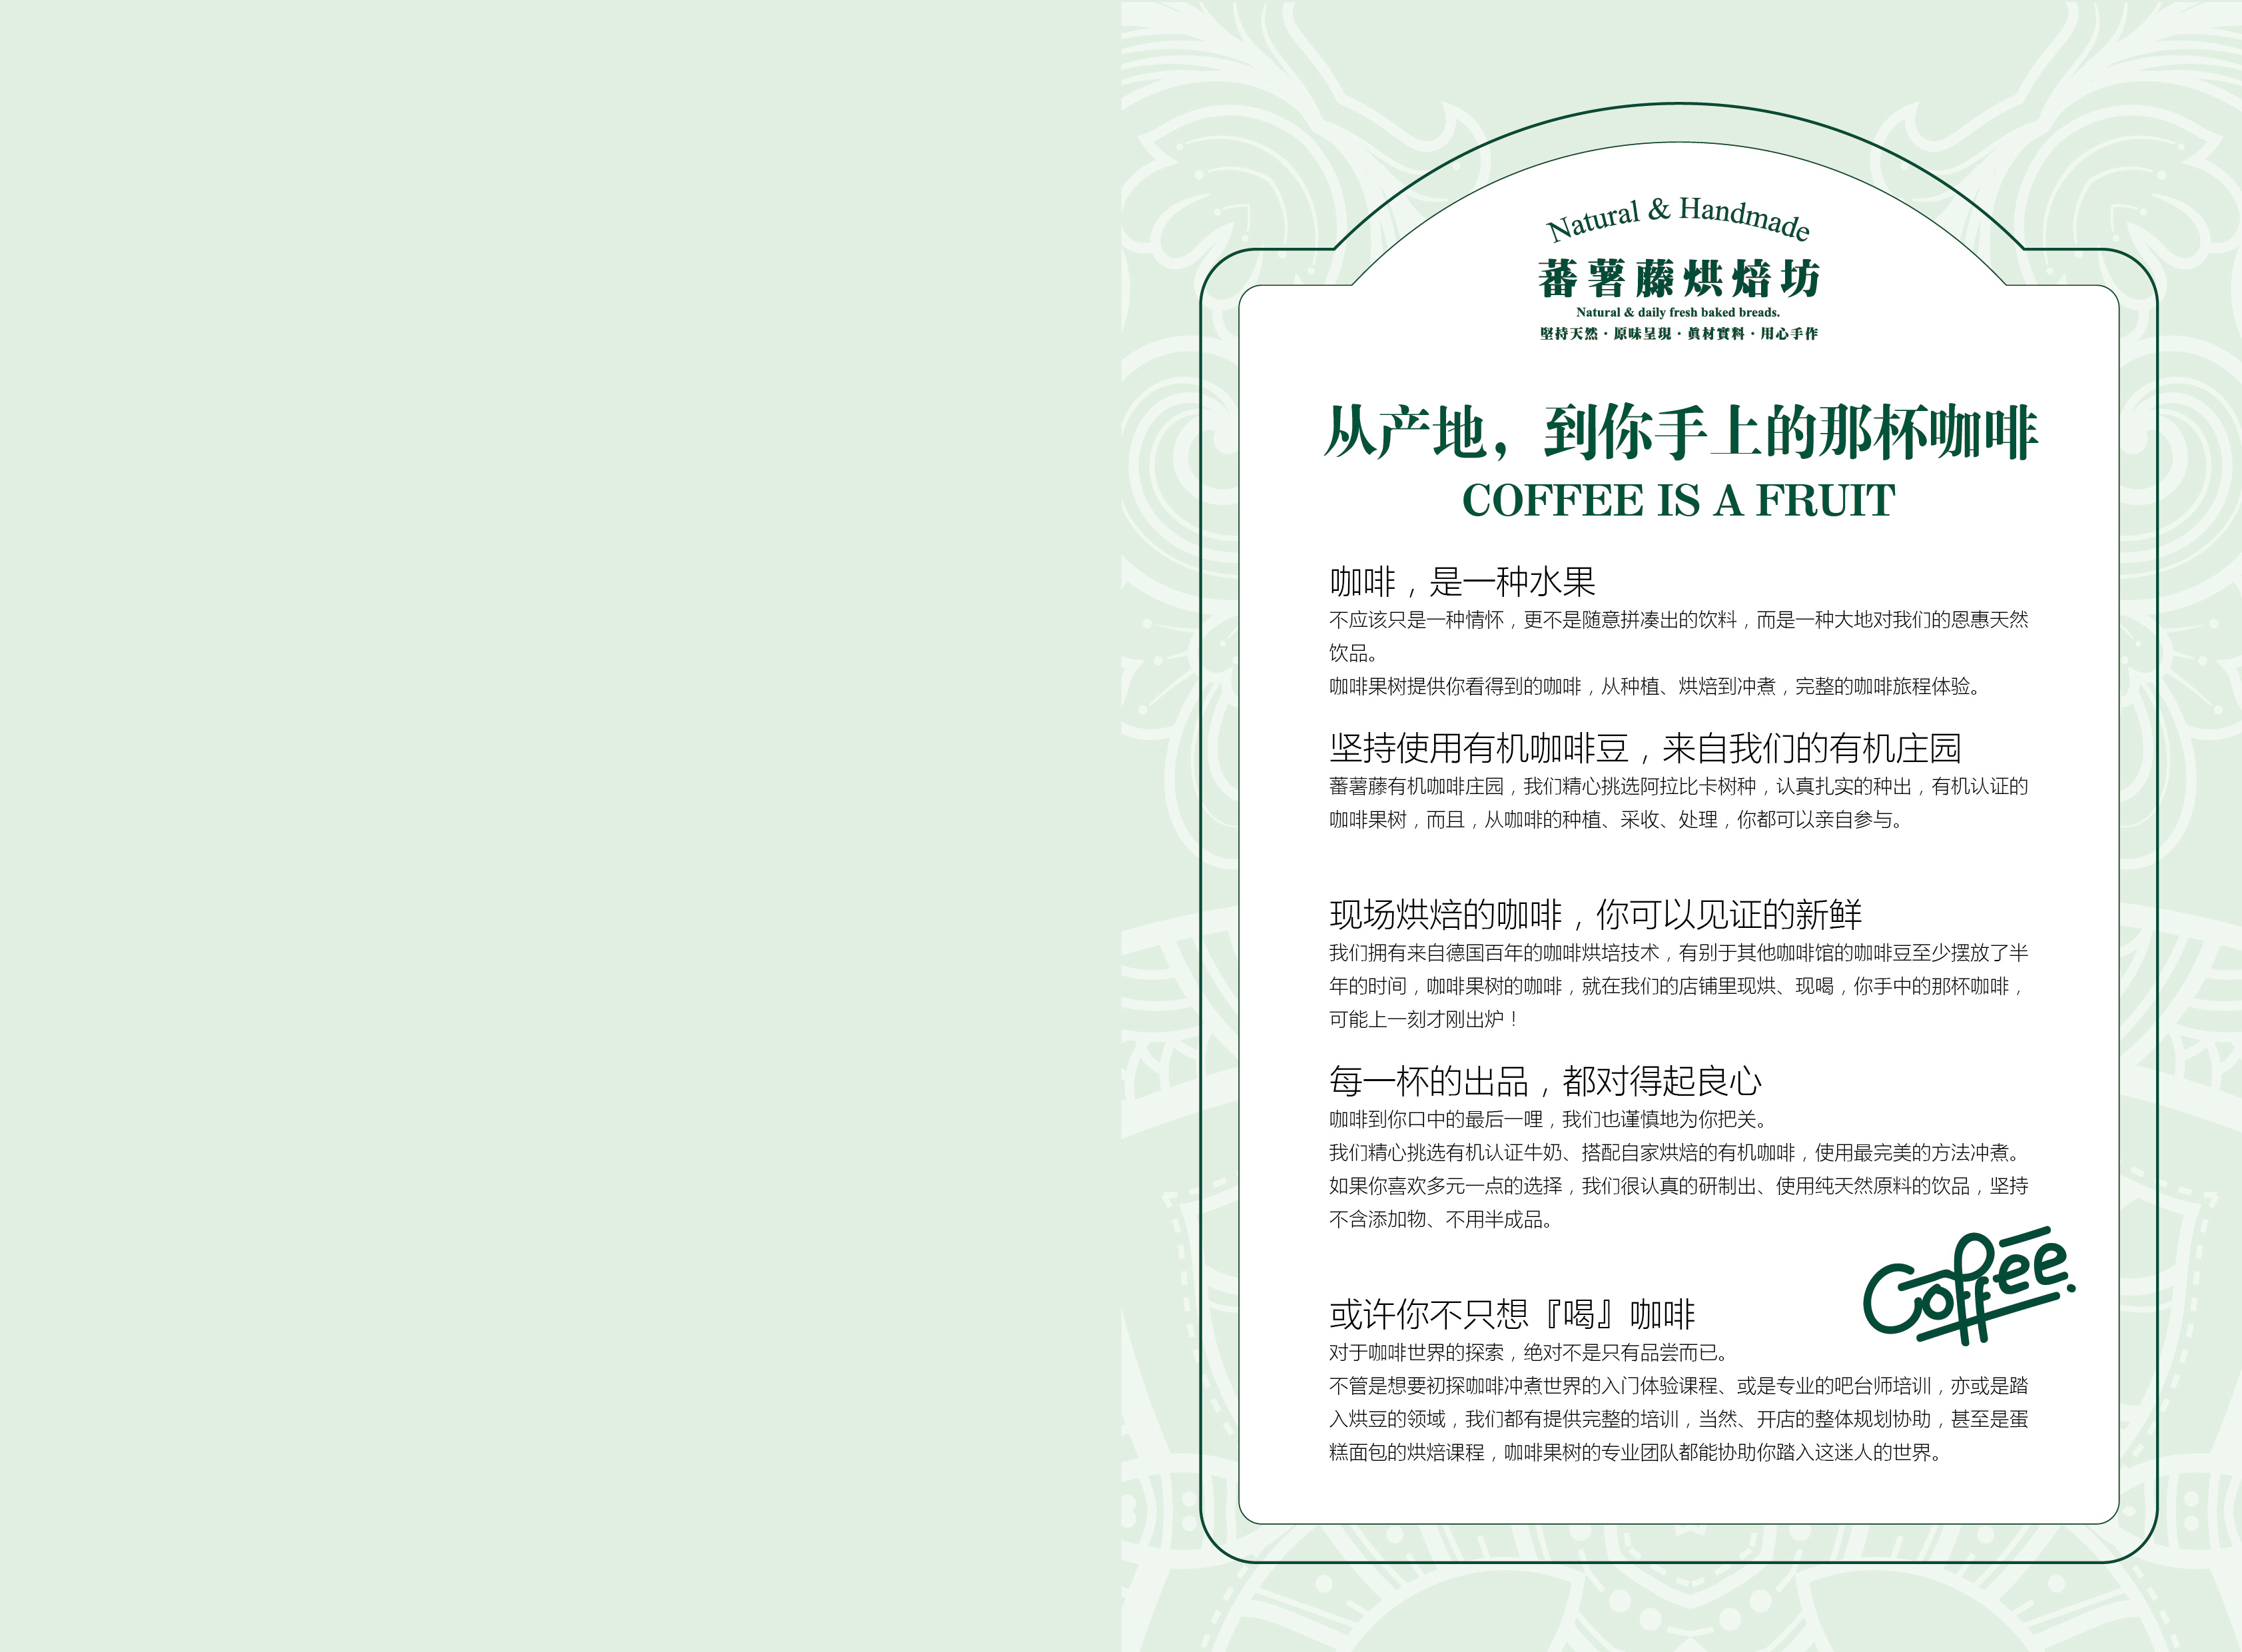 Natural & Handmade
蕃薯藤烘焙坊
Natural & daily fresh baked breads.
堅持天然·原味呈現·眞材實料·用心手作
从产地，到你手上的那杯咖啡
COFFEE IS A FRUIT
咖啡，是一种水果
不应该只是一种情怀，更不是随意拼凑出的饮料，而是一种大地对我们的恩惠天然
饮品。
咖啡果树提供你看得到的咖啡，从种植、烘焙到冲煮，完整的咖啡旅程体验。
坚持使用有机咖啡豆，来自我们的有机庄园
蕃薯藤有机咖啡庄园，我们精心挑选阿拉比卡树种，认真扎实的种出，有机认证的
咖啡果树，而且，从咖啡的种植、采收、处理，你都可以亲自参与。
现场烘焙的咖啡，你可以见证的新鲜
我们拥有来自德国百年的咖啡烘培技术，有别于其他咖啡馆的咖啡豆至少摆放了半
年的时间，咖啡果树的咖啡，就在我们的店铺里现烘、现喝，你手中的那杯咖啡，
可能上一刻才刚出炉！
每一杯的出品，都对得起良心
咖啡到你口中的最后一哩，我们也谨慎地为你把关。
我们精心挑选有机认证牛奶、搭配自家烘焙的有机咖啡，使用最完美的方法冲煮。
如果你喜欢多元一点的选择，我们很认真的研制出、使用纯天然原料的饮品，坚持
不含添加物、不用半成品。
Coffee.
或许你不只想『喝』咖啡
对于咖啡世界的探索，绝对不是只有品尝而已。
不管是想要初探咖啡冲煮世界的入门体验课程、或是专业的吧台师培训，亦或是踏
入烘豆的领域，我们都有提供完整的培训，当然、开店的整体规划协助，甚至是蛋
糕面包的烘焙课程，咖啡果树的专业团队都能协助你踏入这迷人的世界。